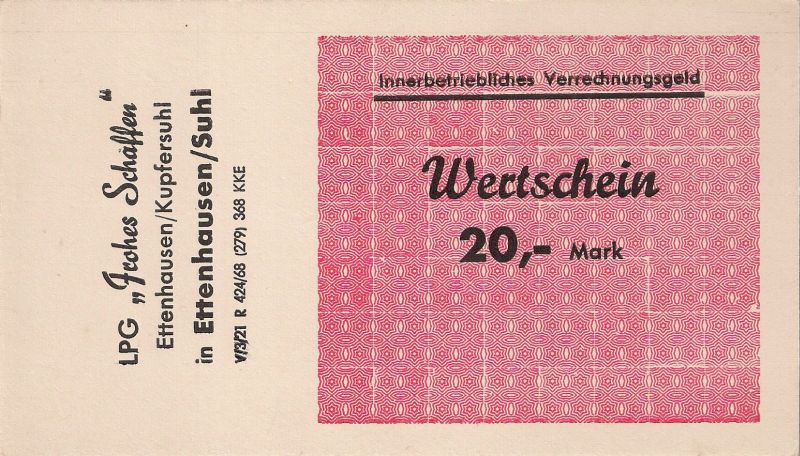 LPG „Frohes Schaffen“
Ettenhausen/Kupfersuhl
in Ettenhausen/Suhl
V/3/21 R 424/68 (279) 368 KKE
Innerbetriebliches Verrechnungsgeld
Wertschein
20,- Mark